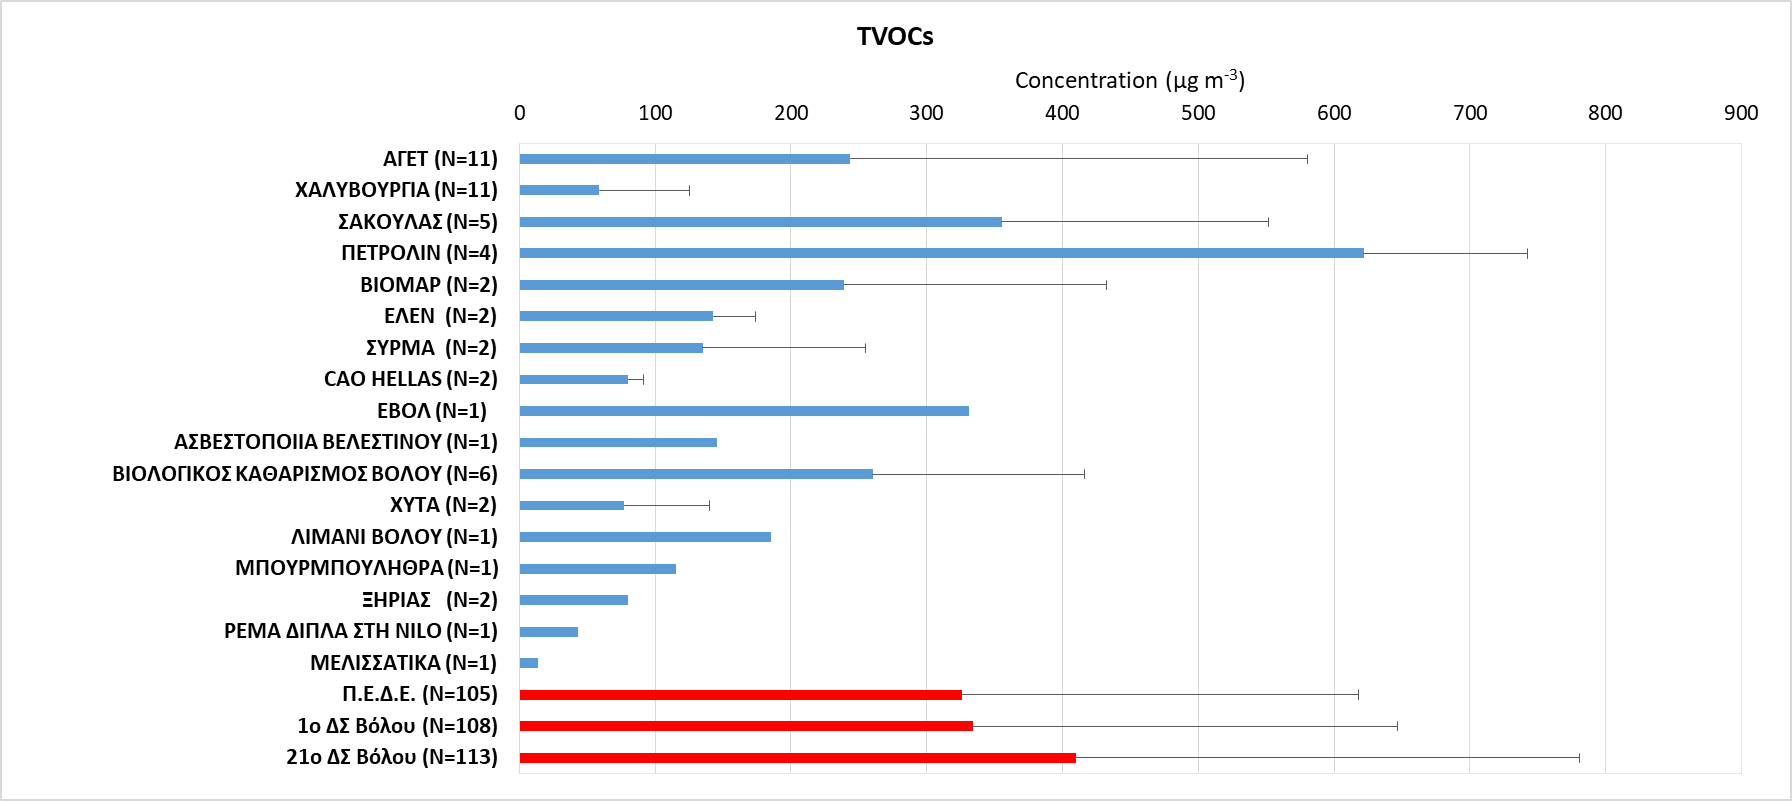 TVOCs
Concentration (μg m-3)
0 100 200 300 400 500 600 700 800 900
ΑΓΕΤ (N=11)
ΧΑΛΥΒΟΥΡΓΙΑ (N=11)
ΣΑΚΟΥΛΑΣ (N=5)
ΠΕΤΡΟΛΙΝ (N=4)
ΒΙΟΜΑΡ (N=2)
ΕΛΕΝ (N=2)
ΣΥΡΜΑ (N=2)
CAO HELLAS (N=2)
ΕΒΟΛ (N=1)
ΑΣΒΕΣΤΟΠΟΙΙΑ ΒΕΛΕΣΤΙΝΟΥ (N=1)
ΒΙΟΛΟΓΙΚΟΣ ΚΑΘΑΡΙΣΜΟΣ ΒΟΛΟΥ (N=6)
ΧΥΤΑ (N=2)
ΛΙΜΑΝΙ ΒΟΛΟΥ (N=1)
ΜΠΟΥΡΜΠΟΥΛΗΘΡΑ (N=1)
ΞΗΡΙΑΣ (N=2)
ΡΕΜΑ ΔΙΠΛΑ ΣΤΗ NILO (N=1)
ΜΕΛΙΣΣΑΤΙΚΑ (N=1)
Π.Ε.Δ.Ε. (N=105)
1ο ΔΣ Βόλου (N=108)
21ο ΔΣ Βόλου (N=113)